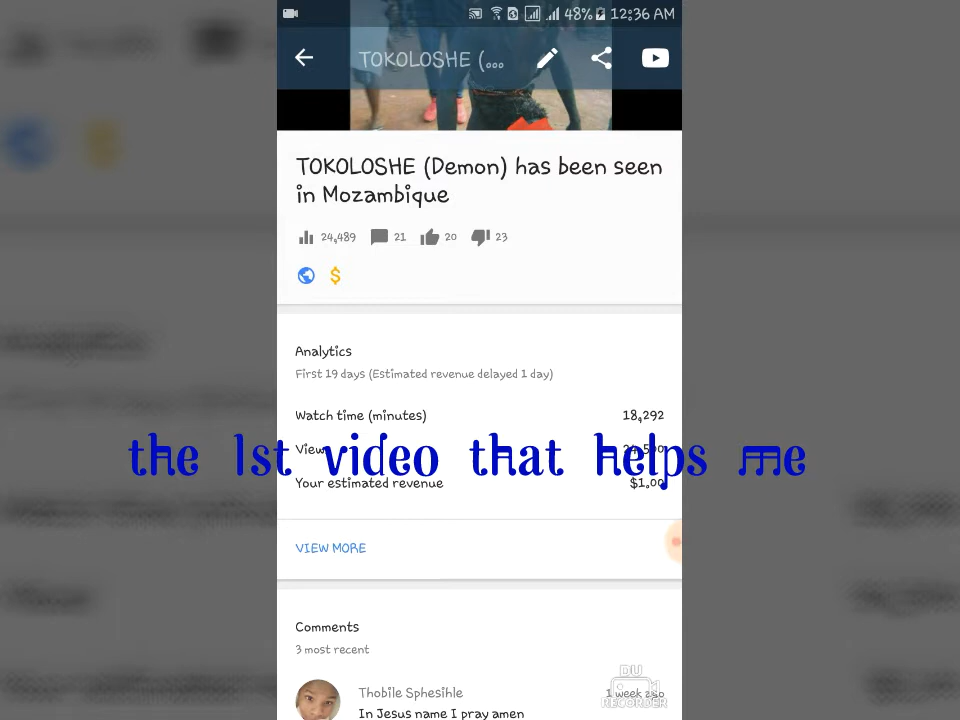 48% 12:36 AM
TOKOLOSHE (...
TOKOLOSHE (Demon) has been seen
in Mozambique
24,489 21 20 23
$
Analytics
First 19 days (Estimated revenue delayed 1 day)
Watch time (minutes) 18,292
the 1st video that helps me
Your estimated revenue $1.00
VIEW MORE
Comments
3 most recent
Thobile Sphesihle 1 week ago
In Jesus name I pray amen
DU
RECORDER